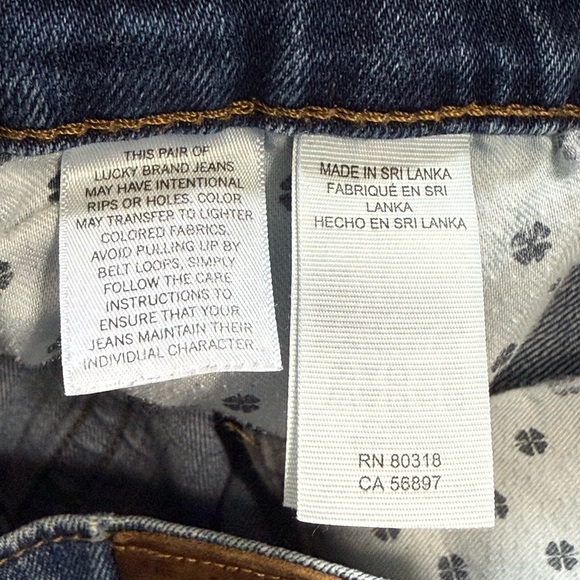 THIS PAIR OF
LUCKY BRAND JEANS
MAY HAVE INTENTIONAL
RIPS OR HOLES. COLOR
MAY TRANSFER TO LIGHTER
COLORED FABRICS.
AVOID PULLING UP BY
BELT LOOPS, SIMPLY
FOLLOW THE CARE
INSTRUCTIONS TO
ENSURE THAT YOUR
JEANS MAINTAIN THEIR
INDIVIDUAL CHARACTER.
MADE IN SRI LANKA
FABRIQUÉ EN SRI
LANKA
HECHO EN SRI LANKA
RN 80318
CA 56897